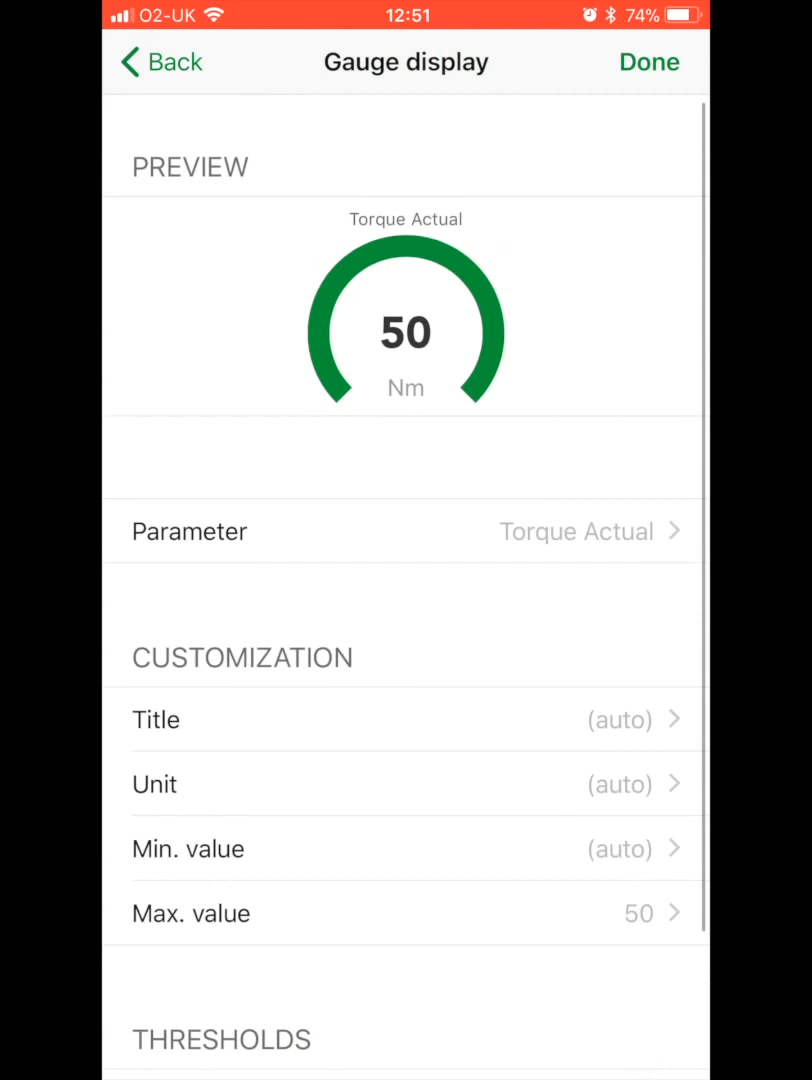 O2-UK 12:51 74%
Back Gauge display Done
PREVIEW
Torque Actual
50
Nm
Parameter Torque Actual
CUSTOMIZATION
Title (auto)
Unit (auto)
Min. value (auto)
Max. value 50
THRESHOLDS